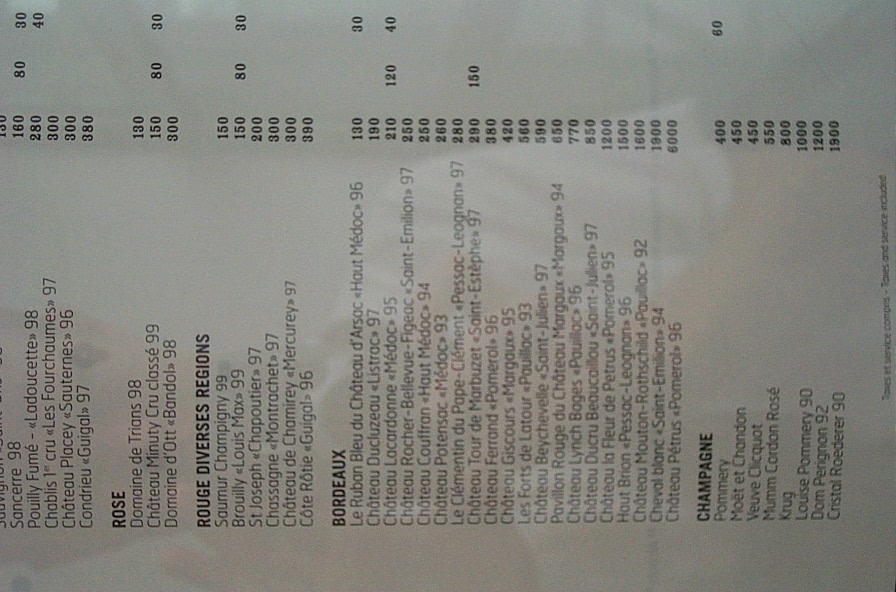 Sancerre 98 160 80 30
Pouilly Fumé - «Ladoucette» 98 280 40
Chablis 1er cru «Les Fourchaumes» 97 300
Château Placey «Sauternes» 96 300
Condrieu «Guigal» 97 380
ROSE
Domaine de Trians 98 130
Château Minuty Cru classé 99 150 80 30
Domaine d'Ott «Bandol» 98 300
ROUGE DIVERSES REGIONS
Saumur Champigny 99 150
Brouilly «Louis Max» 99 150 80 30
St Joseph «Chapoutier» 97 200
Chassagne «Montrachet» 97 300
Château de Chamirey «Mercurey» 97 300
Côte Rôtie «Guigal» 96 390
BORDEAUX
Le Ruban Bleu du Château d'Arsac «Haut Médoc» 96 130 30
Château Ducluzeau «Listrac» 97 190
Château Lacardonne «Médoc» 95 210 120 40
Château Rocher-Bellevue-Figeac «Saint-Emilion» 97 250
Château Couffran «Haut Médoc» 94 250
Château Potensac «Médoc» 93 260
Le Clémentin du Pape-Clément «Pessac-Leognan» 97 280
Château Tour de Marbuzet «Saint-Estèphe» 97 290 150
Château Ferrand «Pomerol» 96 380
Château Giscours «Margaux» 95 420
Les Forts de Latour «Pauillac» 93 560
Château Beychevelle «Saint-Julien» 97 590
Pavillon Rouge du Château Margaux «Margaux» 94 650
Château Lynch Bages «Pauillac» 96 770
Château Ducru Beaucaillou «Saint-Julien» 97 850
Château la Fleur de Petrus «Pomerol» 95 1200
Haut Brion «Pessac-Leognan» 96 1500
Château Mouton-Rothschild «Pauillac» 92 1600
Cheval blanc «Saint-Emilion» 94 1900
Château Pétrus «Pomerol» 96 6000
CHAMPAGNE
Pommery 400 60
Moët et Chandon 450
Veuve Clicquot 450
Mumm Cordon Rosé 550
Krug 800
Louise Pommery 90 1000
Dom Perignon 92 1200
Cristal Roederer 90 1900
Taxes et service compris - Taxes and service included